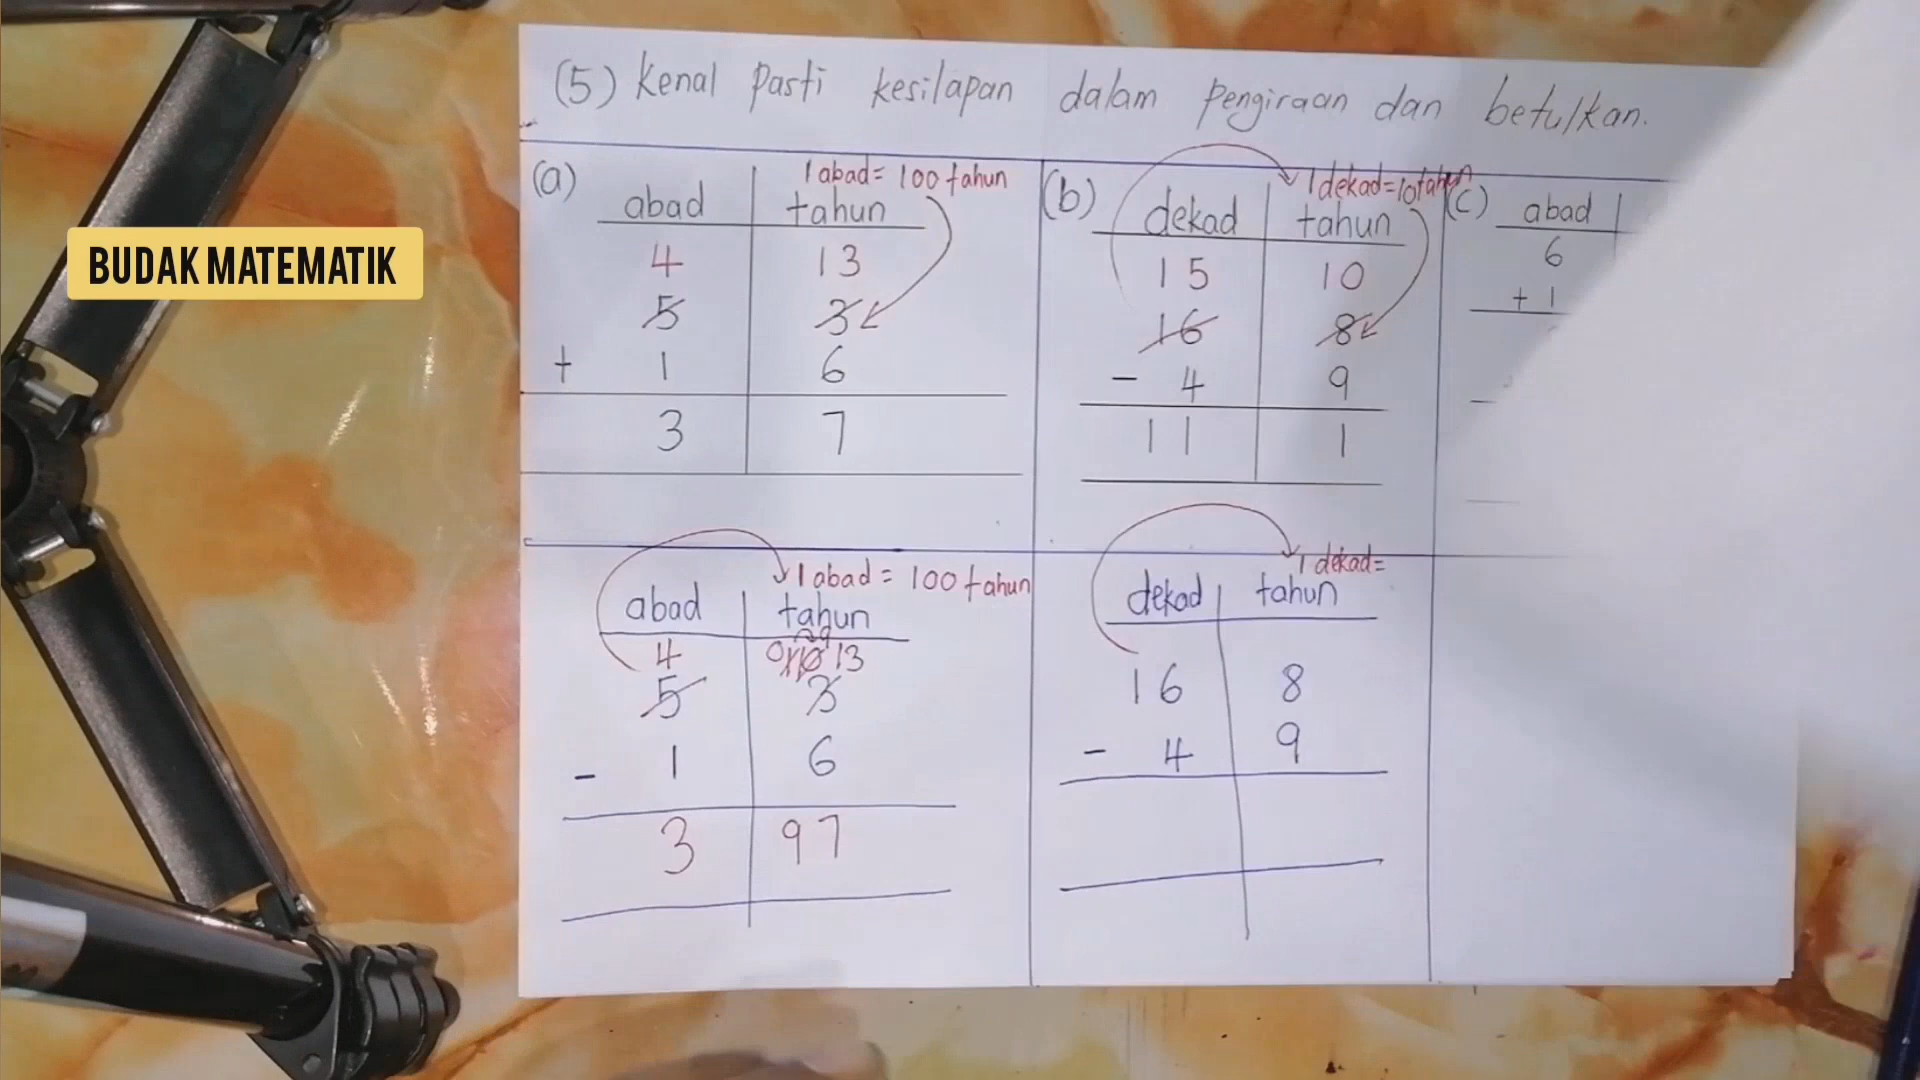 (5) Kenal pasti kesilapan dalam pengiraan dan betulkan.
BUDAK MATEMATIK
(a)
1 abad = 100 tahun
abad tahun
4 13
5 3
+ 1 6
3 7
(b)
1 dekad = 10 tahun
dekad tahun
15 10
16 8
- 4 9
11 1
(c)
abad
6
+ 1
1 abad = 100 tahun
abad tahun
4 13
5 3
- 1 6
3 97
1 dekad =
dekad tahun
16 8
- 4 9